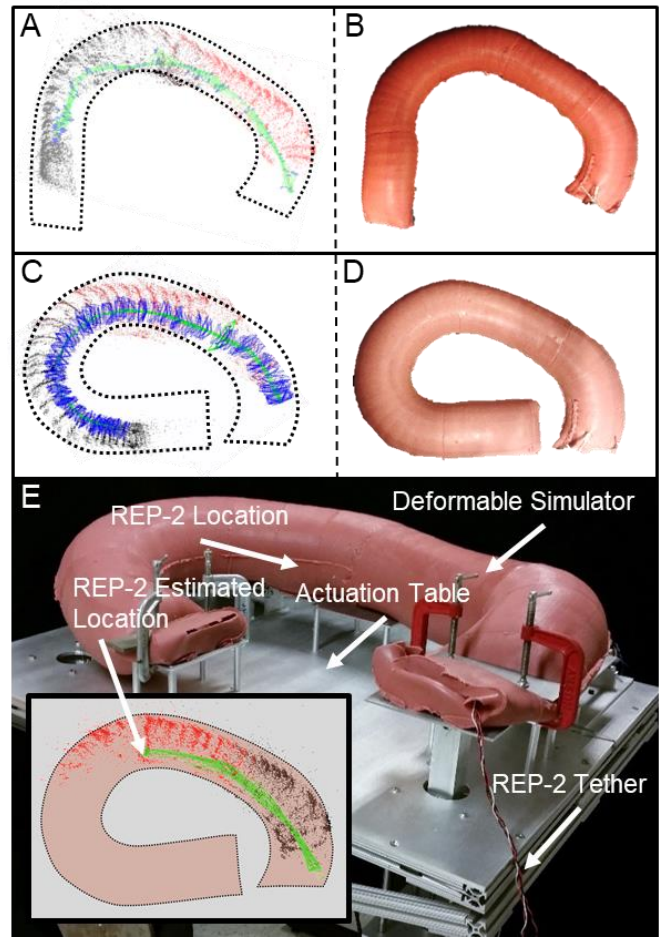 A
B
C
D
E
REP-2 Location
Deformable Simulator
REP-2 Estimated
Location
Actuation Table
REP-2 Tether